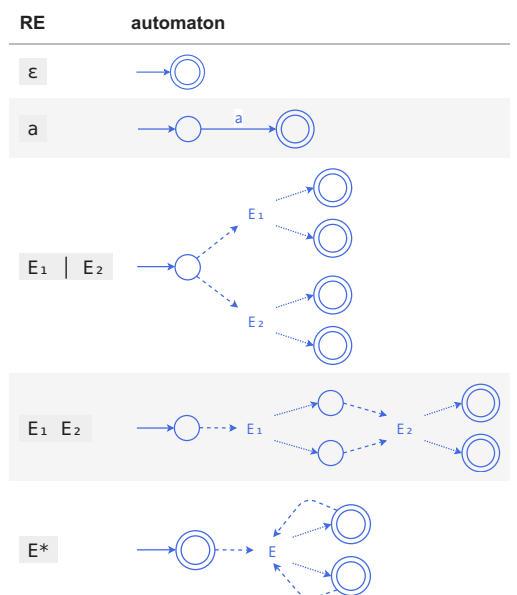 RE automaton
ε
a a
E₁
E₁ | E₂
E₂
E₁ E₂ E₁ E₂
E* E